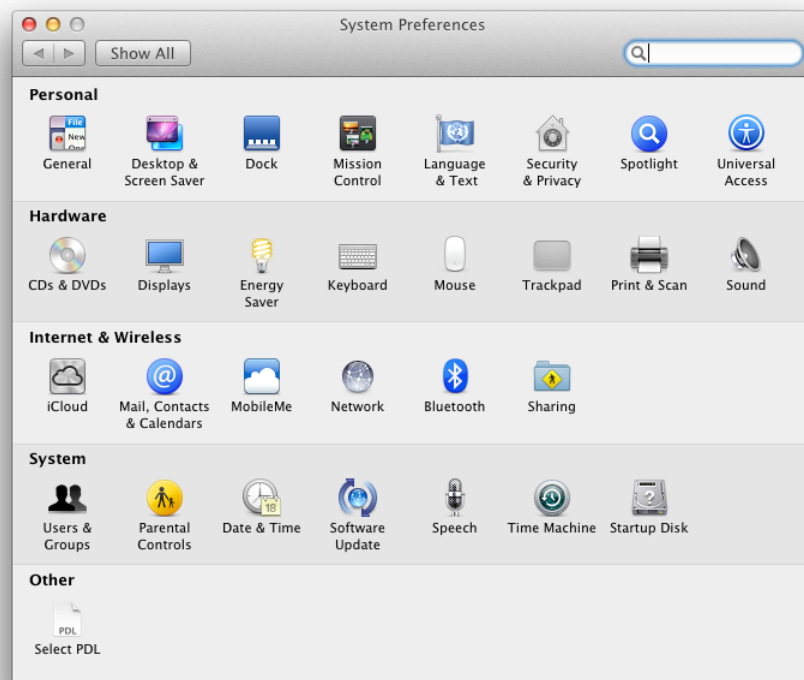 System Preferences
Show All
Personal
File
New
General
Desktop &
Screen Saver
Dock
Mission
Control
Language
& Text
Security
& Privacy
Spotlight
Universal
Access
Hardware
CDs & DVDs
Displays
Energy
Saver
Keyboard
Mouse
Trackpad
Print & Scan
Sound
Internet & Wireless
@
iCloud
Mail, Contacts
& Calendars
MobileMe
Network
Bluetooth
Sharing
System
18
?
Users &
Groups
Parental
Controls
Date & Time
Software
Update
Speech
Time Machine
Startup Disk
Other
PDL
Select PDL